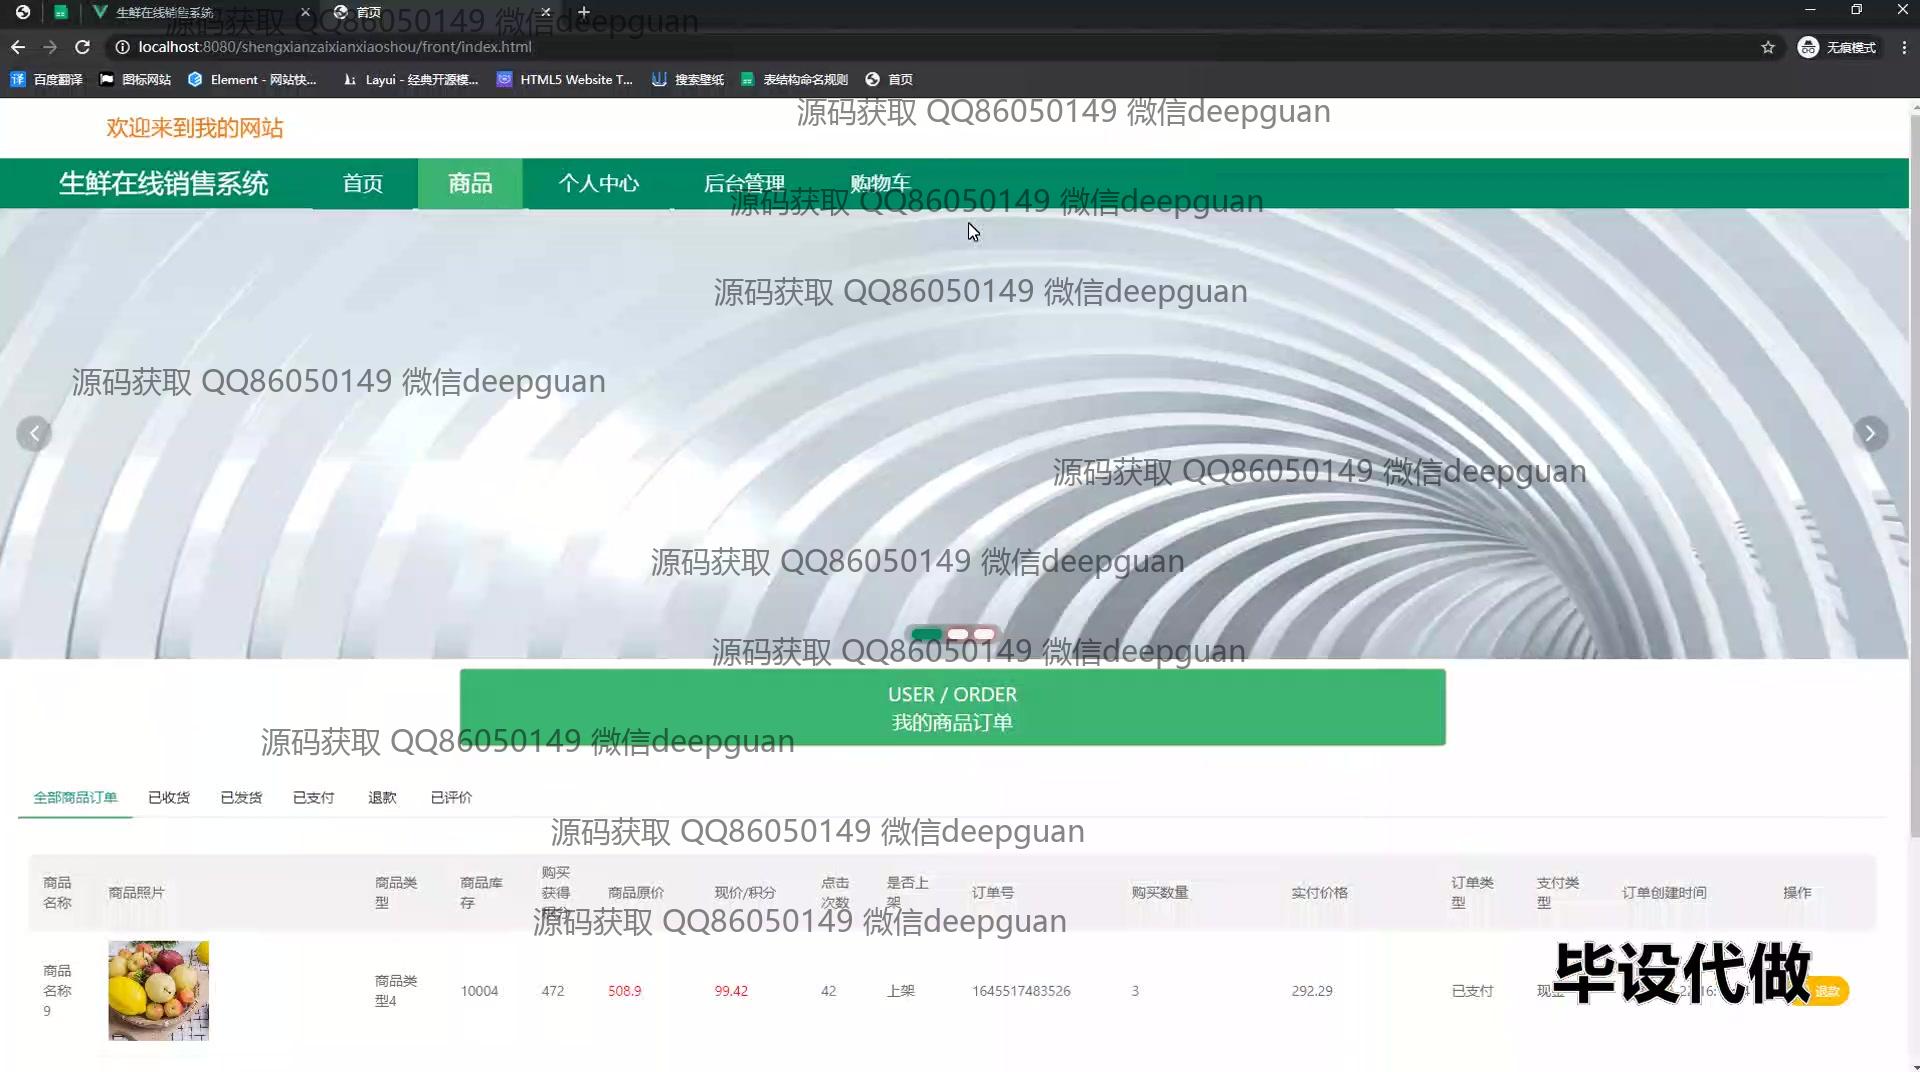 生鲜在线销售系统
首页
源码获取 QQ86050149 微信deepguan
localhost:8080/shengxianzaixianxiaoshou/front/index.html
无痕模式
百度翻译
图标网站
Element - 网站快...
Layui - 经典开源模...
HTML5 Website T...
搜索壁纸
表结构命名规则
首页
源码获取 QQ86050149 微信deepguan
欢迎来到我的网站
生鲜在线销售系统
首页
商品
个人中心
后台管理
购物车
源码获取 QQ86050149 微信deepguan
源码获取 QQ86050149 微信deepguan
源码获取 QQ86050149 微信deepguan
源码获取 QQ86050149 微信deepguan
源码获取 QQ86050149 微信deepguan
源码获取 QQ86050149 微信deepguan
USER / ORDER
我的商品订单
源码获取 QQ86050149 微信deepguan
全部商品订单
已收货
已发货
已支付
退款
已评价
源码获取 QQ86050149 微信deepguan
商品
名称
商品照片
商品类
型
商品库
存
购买
获得
积分
商品原价
现价/积分
点击
次数
是否上
架
订单号
购买数量
实付价格
订单类
型
支付类
型
订单创建时间
操作
源码获取 QQ86050149 微信deepguan
商品
名称
9
商品类
型4
10004
472
508.9
99.42
42
上架
1645517483526
3
292.29
已支付
现金
退款
毕设代做